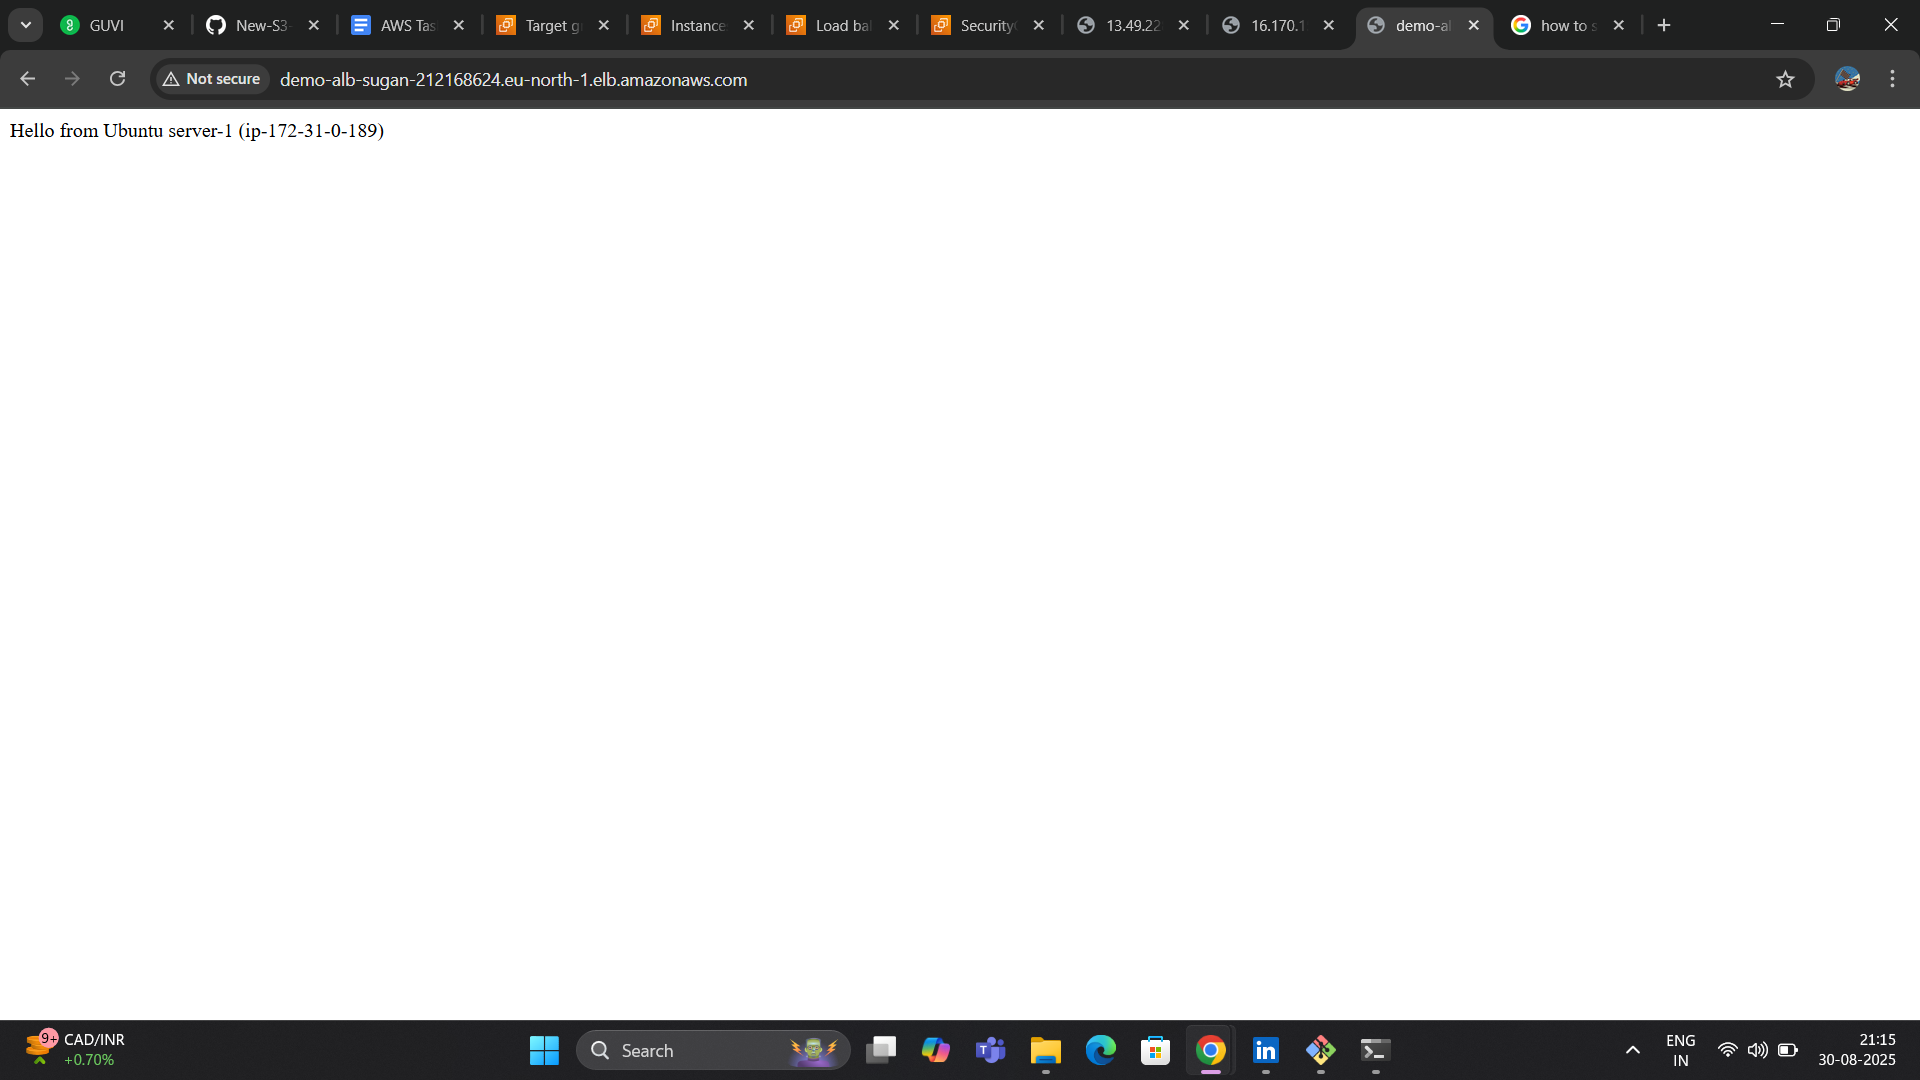 GUVI
New-S3-
AWS Tas
Target g
Instance
Load bal
Security
13.49.22
16.170.1
demo-al
how to s
Not secure
demo-alb-sugan-212168624.eu-north-1.elb.amazonaws.com
Hello from Ubuntu server-1 (ip-172-31-0-189)
9+
CAD/INR
+0.70%
Search
ENG
IN
21:15
30-08-2025